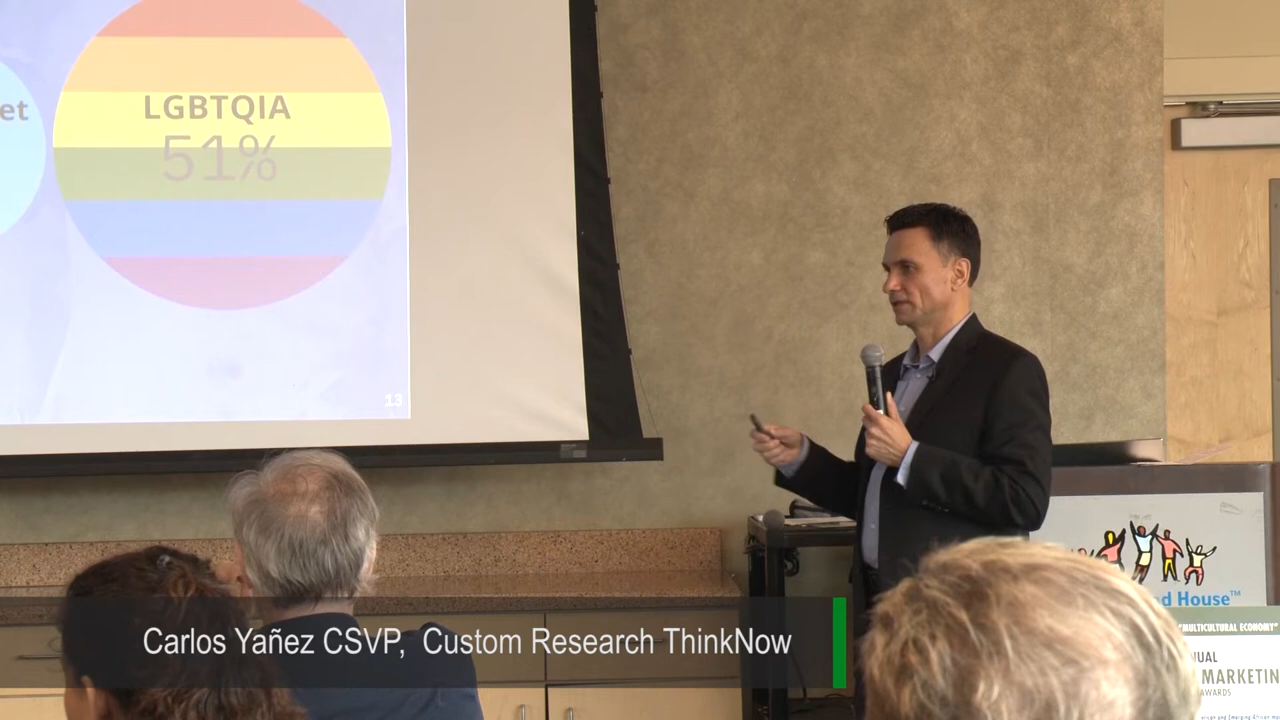 et
LGBTQIA
51%
13
Carlos Yañez CSVP, Custom Research ThinkNow
d House™
"MULTICULTURAL ECONOMY"
NUAL
MARKETIN
AWARDS